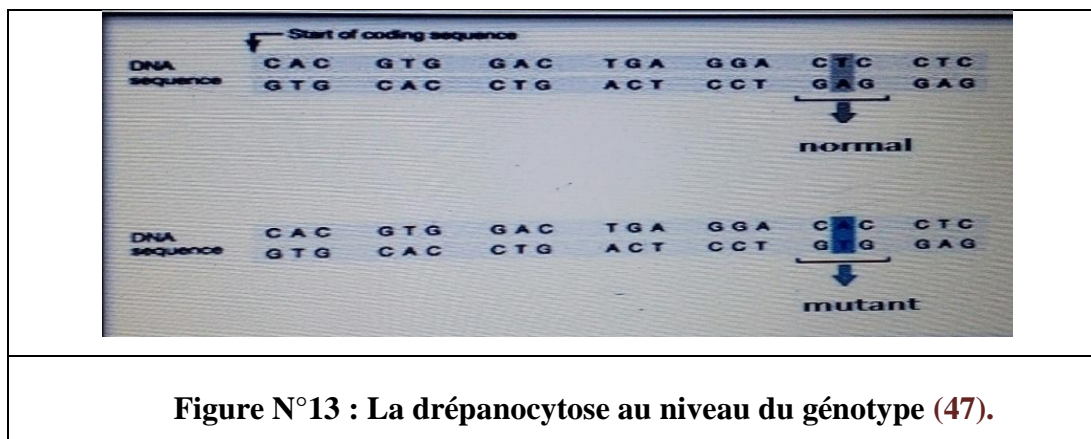 Start of coding sequence
DNA sequence
CAC GTG GAC TGA GGA CTC CTC
GTG CAC CTG ACT CCT GAG GAG
normal
DNA sequence
CAC GTG GAC TGA GGA CAC CTC
GTG CAC CTG ACT CCT GTG GAG
mutant
Figure N°13 : La drépanocytose au niveau du génotype (47).